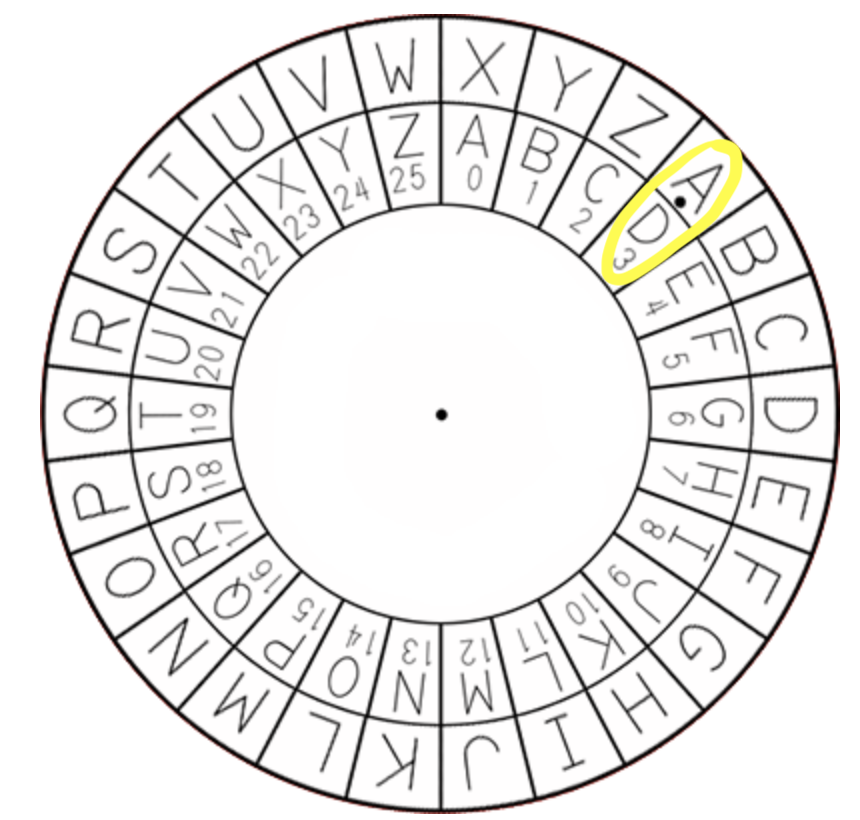 X Y Z A B C D E F G H I J K L M N O P Q R S T U V W
A B C D E F G H I J K L M N O P Q R S T U V W X Y Z
0 1 2 3 4 5 6 7 8 9 10 11 12 13 14 15 16 17 18 19 20 21 22 23 24 25